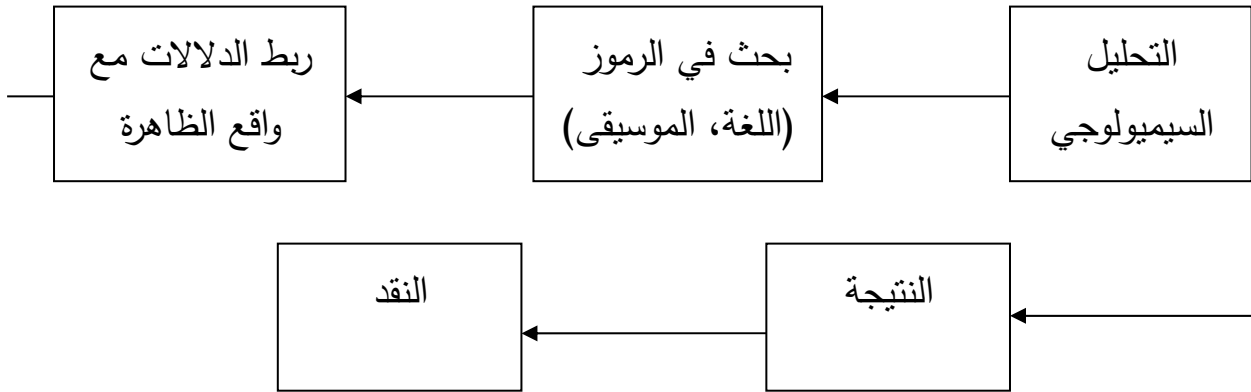 التحليل
السيميولوجي
بحث في الرموز
(اللغة، الموسيقى)
ربط الدلالات مع
واقع الظاهرة
النتيجة
النقد